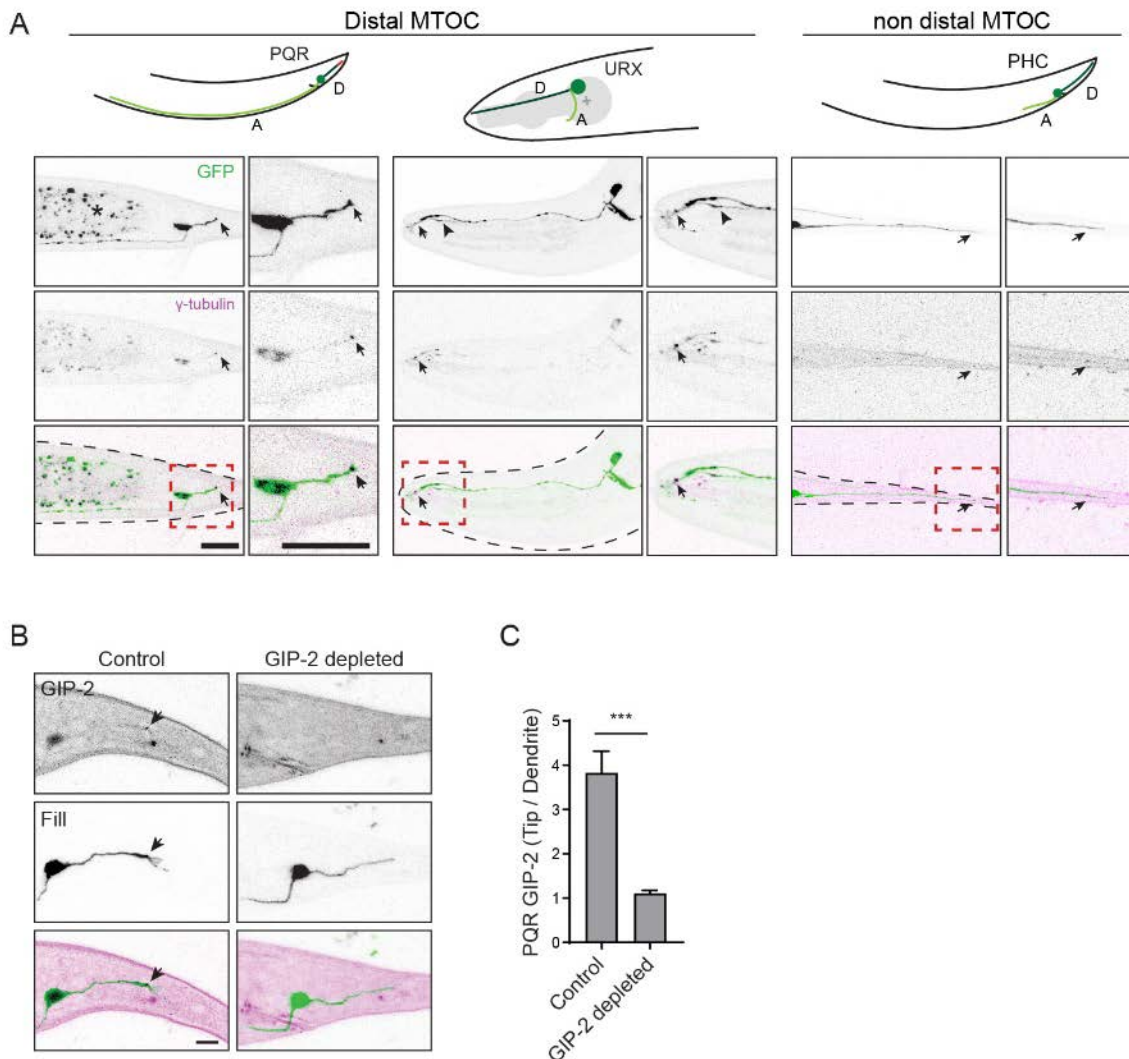 A
Distal MTOC
non distal MTOC
PQR
D
A
URX
D
A
PHC
D
A
GFP
*
γ-tubulin
B
Control
GIP-2 depleted
GIP-2
Fill
C
***
PQR GIP-2 (Tip / Dendrite)
5
4
3
2
1
0
Control
GIP-2 depleted